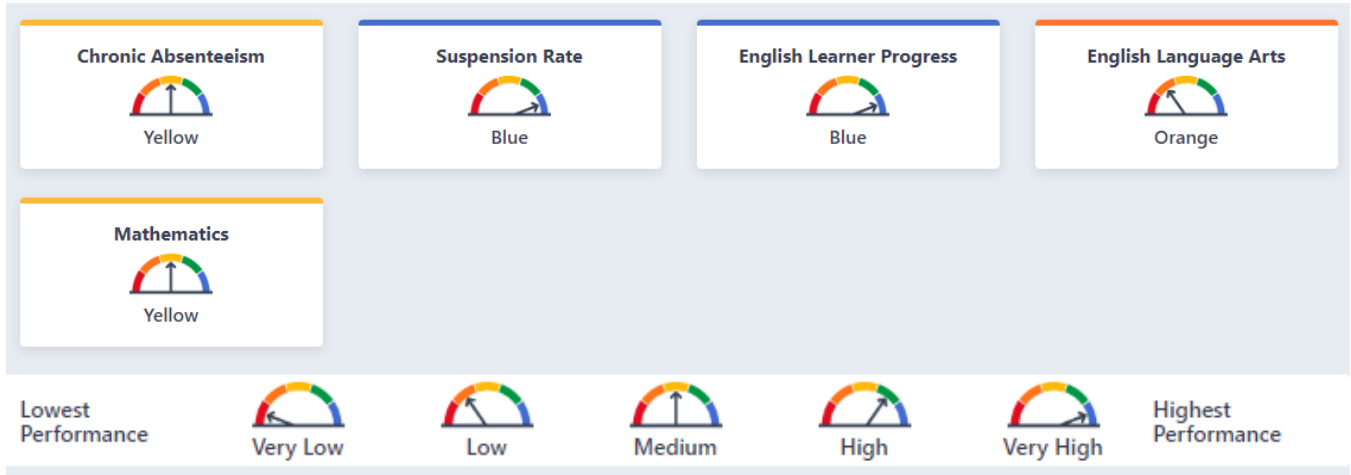 Chronic Absenteeism
Yellow
Suspension Rate
Blue
English Learner Progress
Blue
English Language Arts
Orange
Mathematics
Yellow
Lowest
Performance
Very Low
Low
Medium
High
Very High
Highest
Performance